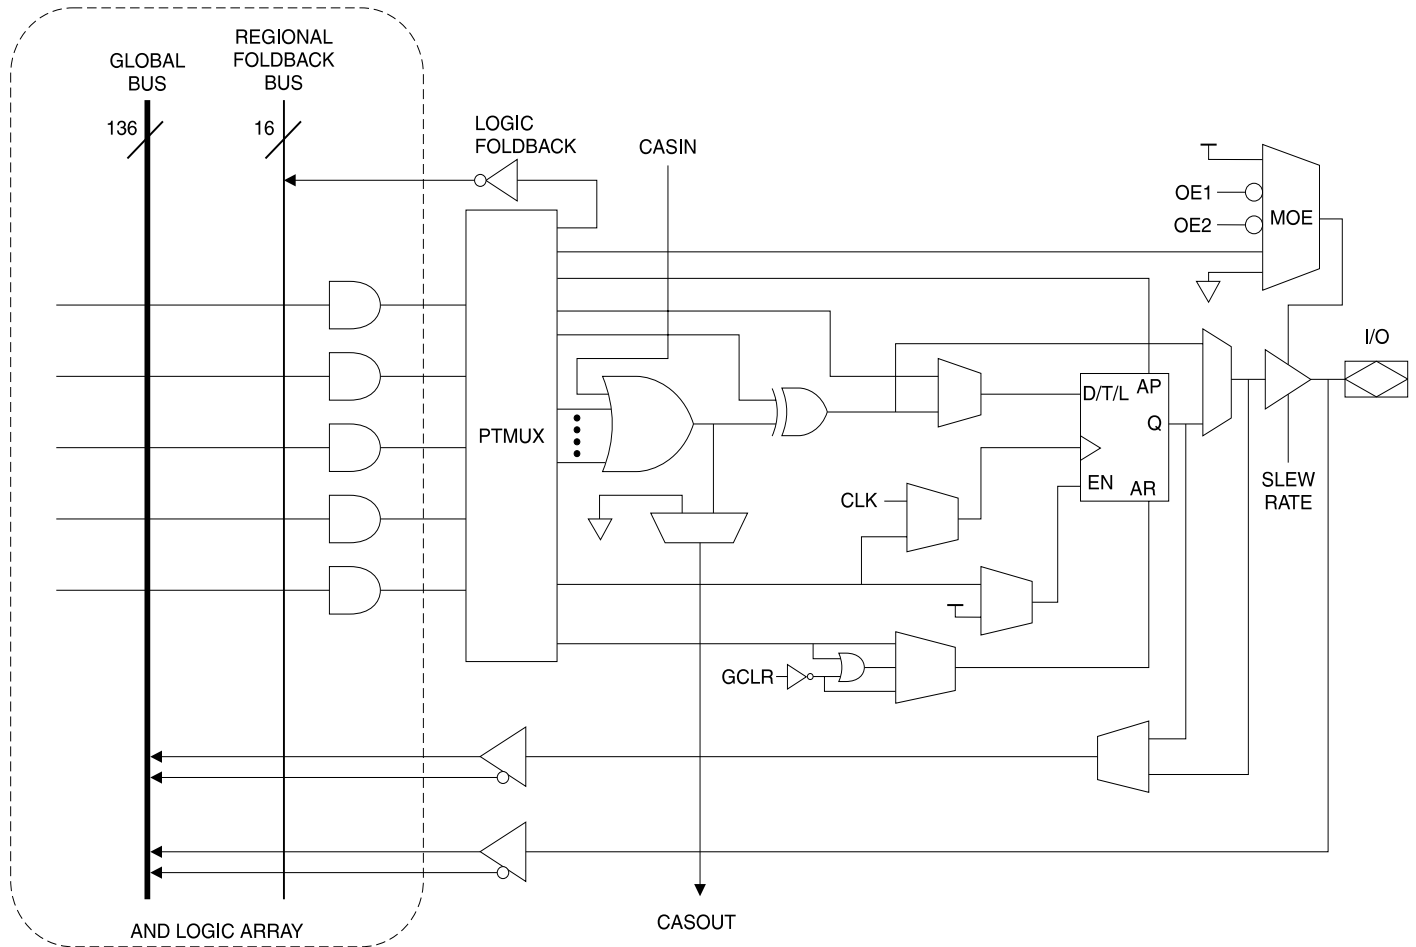 REGIONAL
FOLDBACK
BUS
GLOBAL
BUS
136
16
LOGIC
FOLDBACK
CASIN
OE1
OE2
MOE
I/O
D/T/L
AP
Q
EN
AR
PTMUX
CLK
SLEW
RATE
GCLR
CASOUT
AND LOGIC ARRAY